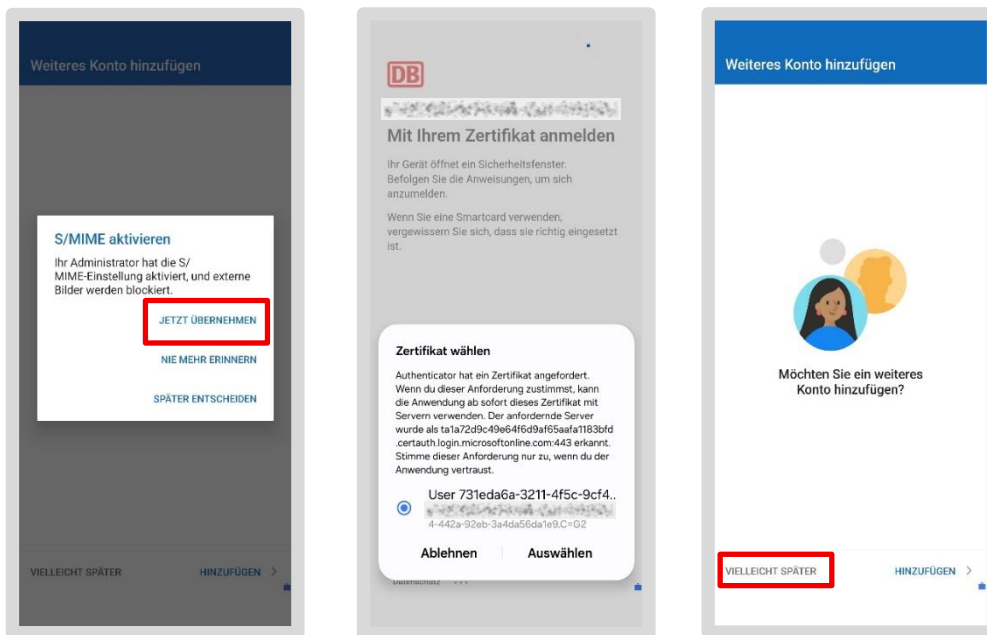 Weiteres Konto hinzufügen
S/MIME aktivieren
Ihr Administrator hat die S/
MIME-Einstellung aktiviert, und externe
Bilder werden blockiert.
JETZT ÜBERNEHMEN
NIE MEHR ERINNERN
SPÄTER ENTSCHEIDEN
VIELLEICHT SPÄTER
HINZUFÜGEN
DB
Mit Ihrem Zertifikat anmelden
Ihr Gerät öffnet ein Sicherheitsfenster.
Befolgen Sie die Anweisungen, um sich
anzumelden.
Wenn Sie eine Smartcard verwenden,
vergewissern Sie sich, dass sie richtig eingesetzt
ist.
Zertifikat wählen
Authenticator hat ein Zertifikat angefordert.
Wenn du dieser Anforderung zustimmst, kann
die Anwendung ab sofort dieses Zertifikat mit
Servern verwenden. Der anfordernde Server
wurde als ta1a72d9c49e64f6d9af65aafa1183bfd
.certauth.login.microsoftonline.com:443 erkannt.
Stimme dieser Anforderung nur zu, wenn du der
Anwendung vertraust.
User 731eda6a-3211-4f5c-9cf4..
4-442a-92eb-3a4da56da1e9,C=G2
Ablehnen
Auswählen
Datenschutz ...
Weiteres Konto hinzufügen
Möchten Sie ein weiteres
Konto hinzufügen?
VIELLEICHT SPÄTER
HINZUFÜGEN